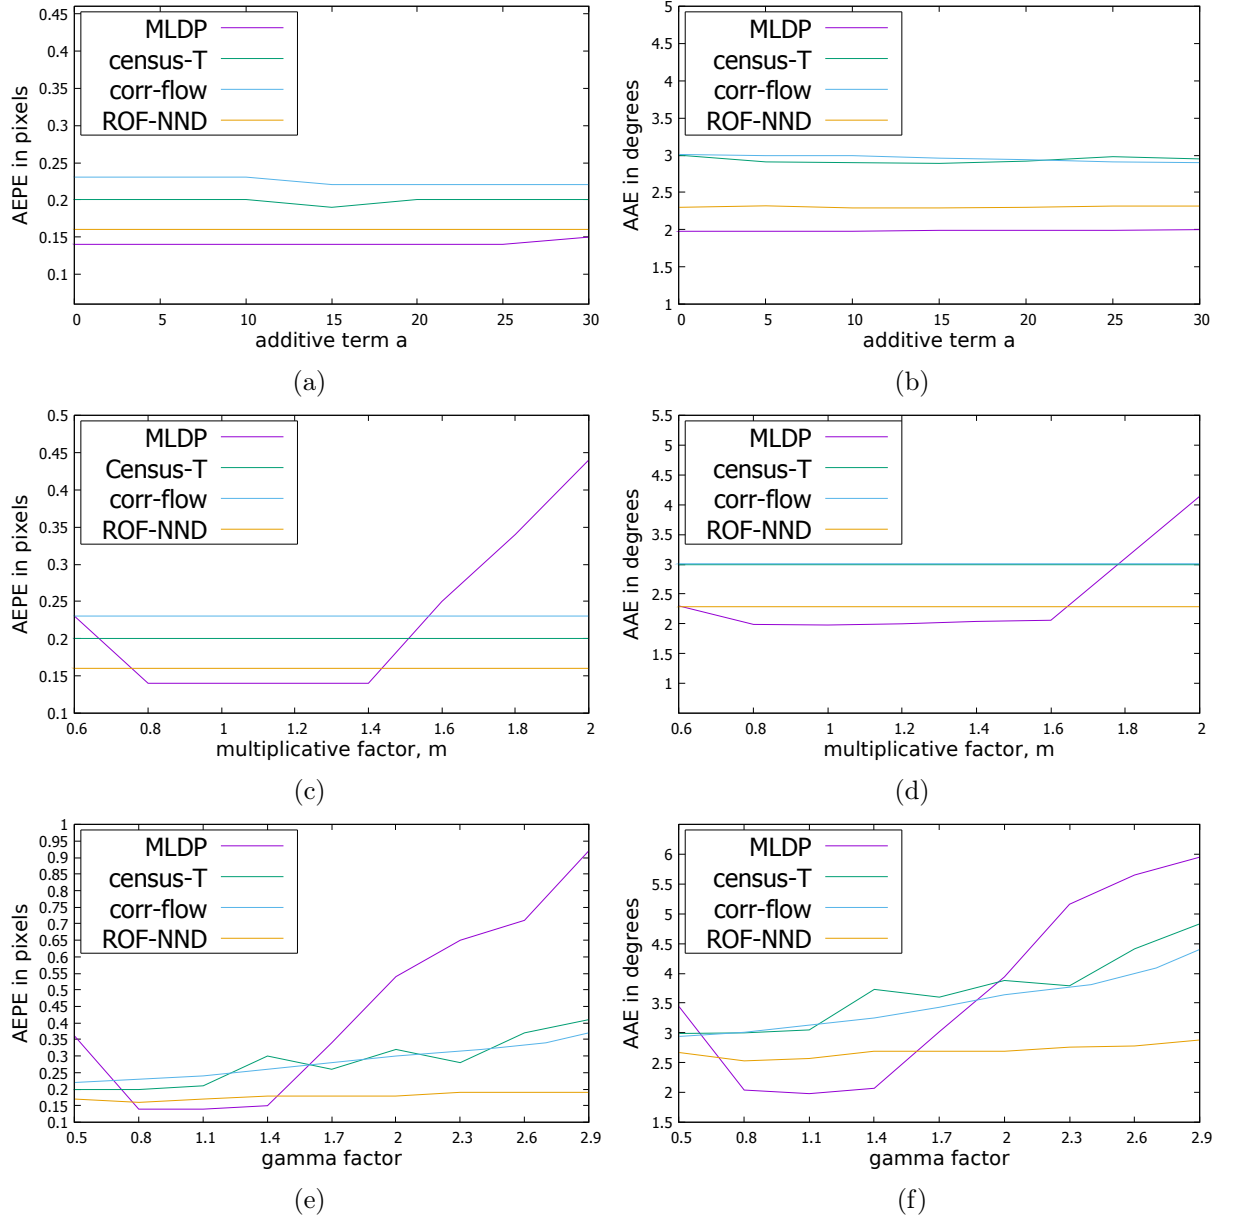 0.45
0.4
0.35
0.3
0.25
0.2
0.15
0.1
AEPE in pixels
MLDP
census-T
corr-flow
ROF-NND
0 5 10 15 20 25 30
additive term a
(a)
5
4.5
4
3.5
3
2.5
2
1.5
1
AAE in degrees
MLDP
census-T
corr-flow
ROF-NND
0 5 10 15 20 25 30
additive term a
(b)
0.5
0.45
0.4
0.35
0.3
0.25
0.2
0.15
0.1
AEPE in pixels
MLDP
Census-T
corr-flow
ROF-NND
0.6 0.8 1 1.2 1.4 1.6 1.8 2
multiplicative factor, m
(c)
5.5
5
4.5
4
3.5
3
2.5
2
1.5
1
AAE in degrees
MLDP
census-T
corr-flow
ROF-NND
0.6 0.8 1 1.2 1.4 1.6 1.8 2
multiplicative factor, m
(d)
1
0.95
0.9
0.85
0.8
0.75
0.7
0.65
0.6
0.55
0.5
0.45
0.4
0.35
0.3
0.25
0.2
0.15
0.1
AEPE in pixels
MLDP
census-T
corr-flow
ROF-NND
0.5 0.8 1.1 1.4 1.7 2 2.3 2.6 2.9
gamma factor
(e)
6
5.5
5
4.5
4
3.5
3
2.5
2
1.5
AAE in degrees
MLDP
census-T
corr-flow
ROF-NND
0.5 0.8 1.1 1.4 1.7 2 2.3 2.6 2.9
gamma factor
(f)